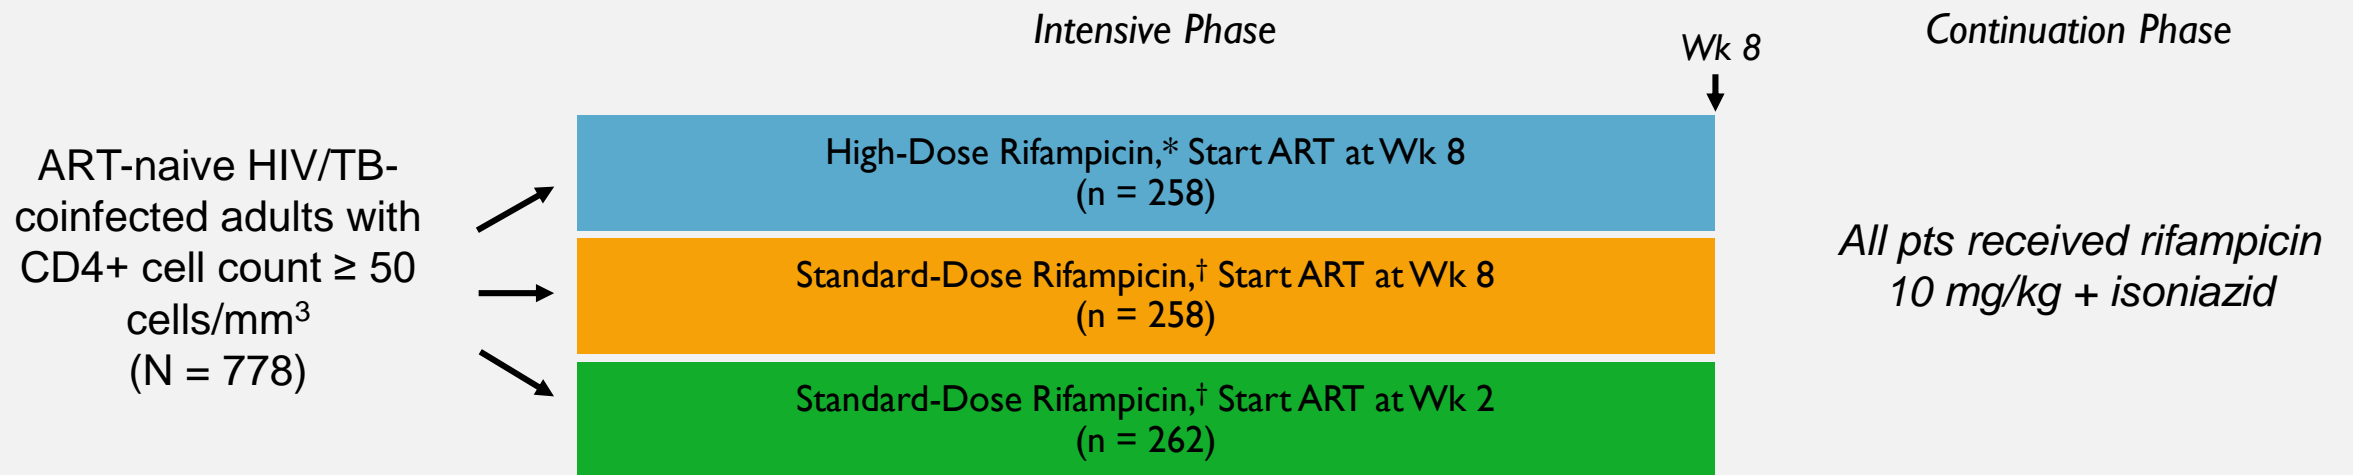 Intensive Phase
Wk 8
Continuation Phase
ART-naive HIV/TB-
coinfected adults with
CD4+ cell count ≥ 50
cells/mm³
(N = 778)
High-Dose Rifampicin,* Start ART at Wk 8
(n = 258)
Standard-Dose Rifampicin,† Start ART at Wk 8
(n = 258)
Standard-Dose Rifampicin,† Start ART at Wk 2
(n = 262)
All pts received rifampicin
10 mg/kg + isoniazid